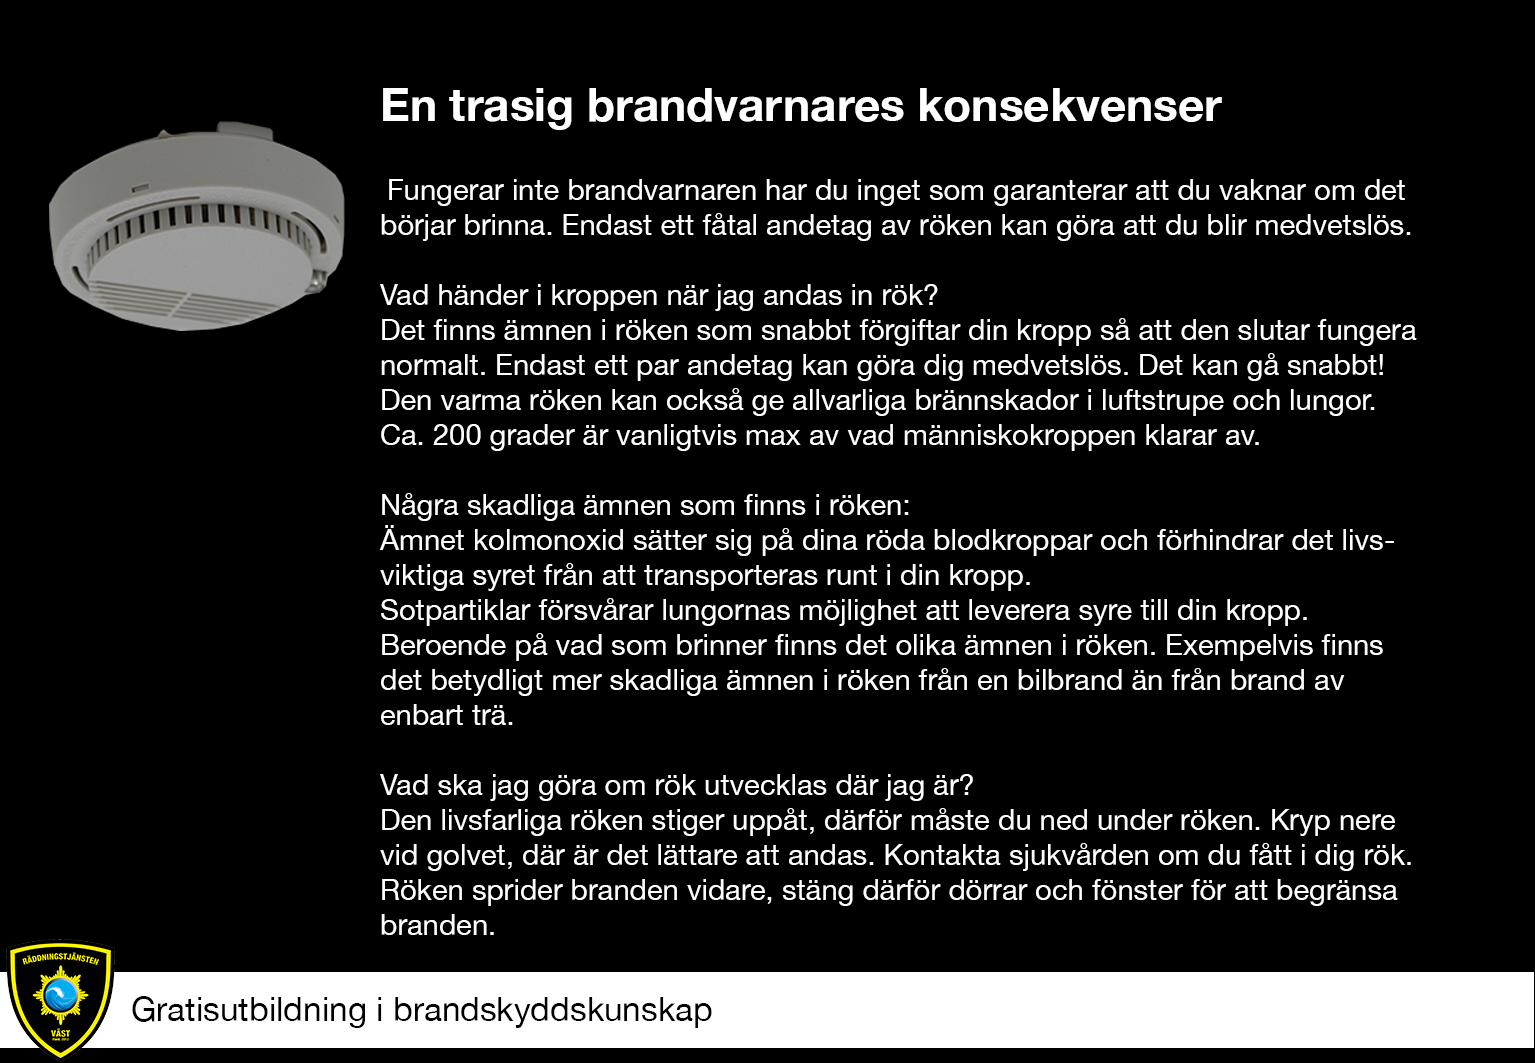 En trasig brandvarnares konsekvenser
Fungerar inte brandvarnaren har du inget som garanterar att du vaknar om det
börjar brinna. Endast ett fåtal andetag av röken kan göra att du blir medvetslös.
Vad händer i kroppen när jag andas in rök?
Det finns ämnen i röken som snabbt förgiftar din kropp så att den slutar fungera
normalt. Endast ett par andetag kan göra dig medvetslös. Det kan gå snabbt!
Den varma röken kan också ge allvarliga brännskador i luftstrupe och lungor.
Ca. 200 grader är vanligtvis max av vad människokroppen klarar av.
Några skadliga ämnen som finns i röken:
Ämnet kolmonoxid sätter sig på dina röda blodkroppar och förhindrar det livs-
viktiga syret från att transporteras runt i din kropp.
Sotpartiklar försvårar lungornas möjlighet att leverera syre till din kropp.
Beroende på vad som brinner finns det olika ämnen i röken. Exempelvis finns
det betydligt mer skadliga ämnen i röken från en bilbrand än från brand av
enbart trä.
Vad ska jag göra om rök utvecklas där jag är?
Den livsfarliga röken stiger uppåt, därför måste du ned under röken. Kryp nere
vid golvet, där är det lättare att andas. Kontakta sjukvården om du fått i dig rök.
Röken sprider branden vidare, stäng därför dörrar och fönster för att begränsa
branden.
RÄDDNINGSTJÄNSTEN
VÄST
Gratisutbildning i brandskyddskunskap